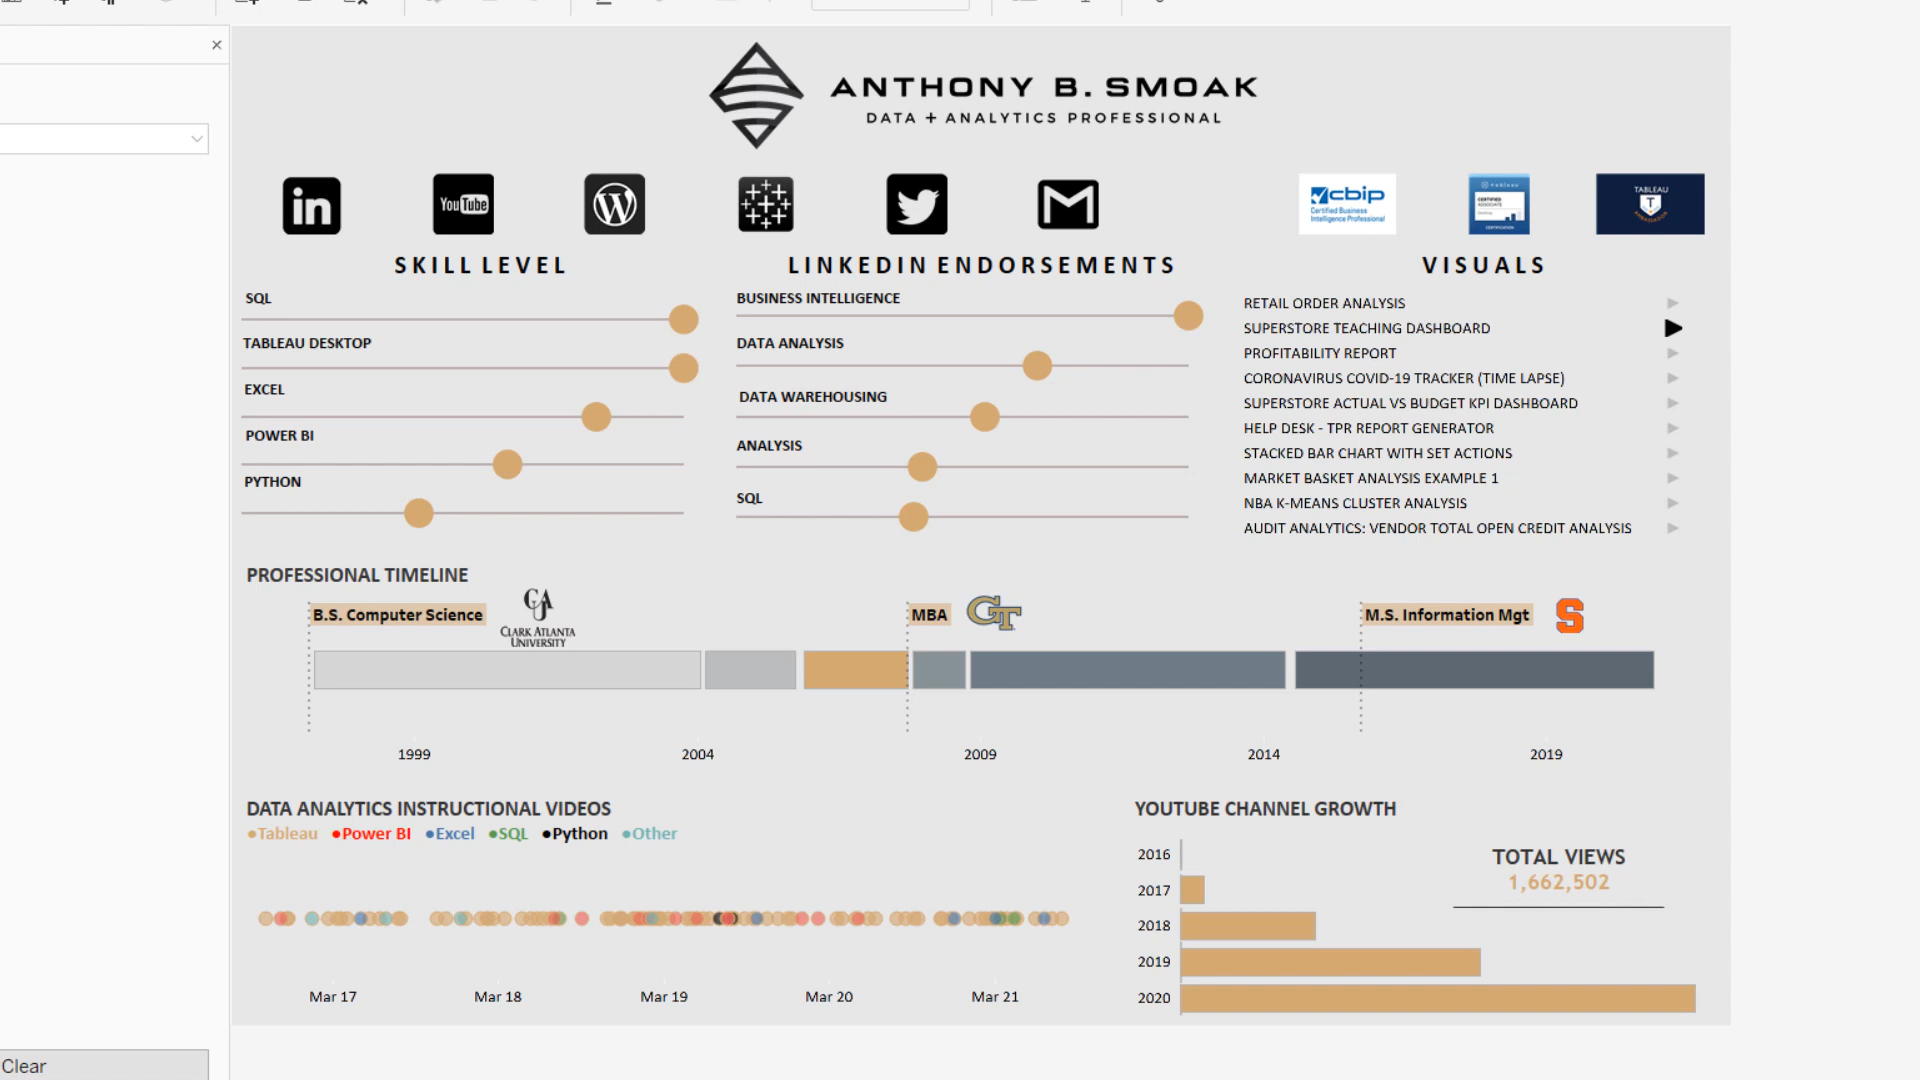 ANTHONY B. SMOAK
DATA + ANALYTICS PROFESSIONAL
in
YouTube
cbip
Certified Business
Intelligence Professional
TABLEAU
SKILL LEVEL
SQL
TABLEAU DESKTOP
EXCEL
POWER BI
PYTHON
LINKEDIN ENDORSEMENTS
BUSINESS INTELLIGENCE
DATA ANALYSIS
DATA WAREHOUSING
ANALYSIS
SQL
VISUALS
RETAIL ORDER ANALYSIS
SUPERSTORE TEACHING DASHBOARD
PROFITABILITY REPORT
CORONAVIRUS COVID-19 TRACKER (TIME LAPSE)
SUPERSTORE ACTUAL VS BUDGET KPI DASHBOARD
HELP DESK - TPR REPORT GENERATOR
STACKED BAR CHART WITH SET ACTIONS
MARKET BASKET ANALYSIS EXAMPLE 1
NBA K-MEANS CLUSTER ANALYSIS
AUDIT ANALYTICS: VENDOR TOTAL OPEN CREDIT ANALYSIS
PROFESSIONAL TIMELINE
B.S. Computer Science
CLARK ATLANTA
UNIVERSITY
MBA
GT
M.S. Information Mgt
S
1999 2004 2009 2014 2019
DATA ANALYTICS INSTRUCTIONAL VIDEOS
•Tableau •Power BI •Excel •SQL •Python •Other
Mar 17 Mar 18 Mar 19 Mar 20 Mar 21
YOUTUBE CHANNEL GROWTH
2016
2017
2018
2019
2020
TOTAL VIEWS
1,662,502
Clear